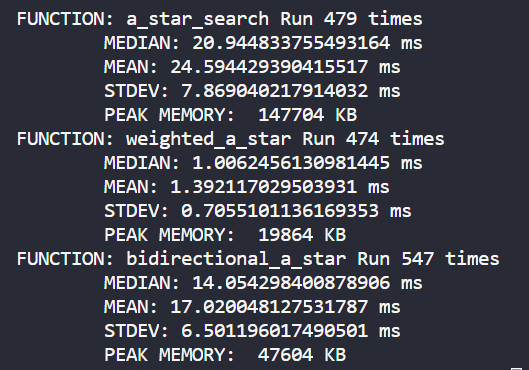 FUNCTION: a_star_search Run 479 times
MEDIAN: 20.944833755493164 ms
MEAN: 24.594429390415517 ms
STDEV: 7.869040217914032 ms
PEAK MEMORY:  147704 KB
FUNCTION: weighted_a_star Run 474 times
MEDIAN: 1.0062456130981445 ms
MEAN: 1.392117029503931 ms
STDEV: 0.7055101136169353 ms
PEAK MEMORY:  19864 KB
FUNCTION: bidirectional_a_star Run 547 times
MEDIAN: 14.054298400878906 ms
MEAN: 17.020048127531787 ms
STDEV: 6.501196017490501 ms
PEAK MEMORY:  47604 KB